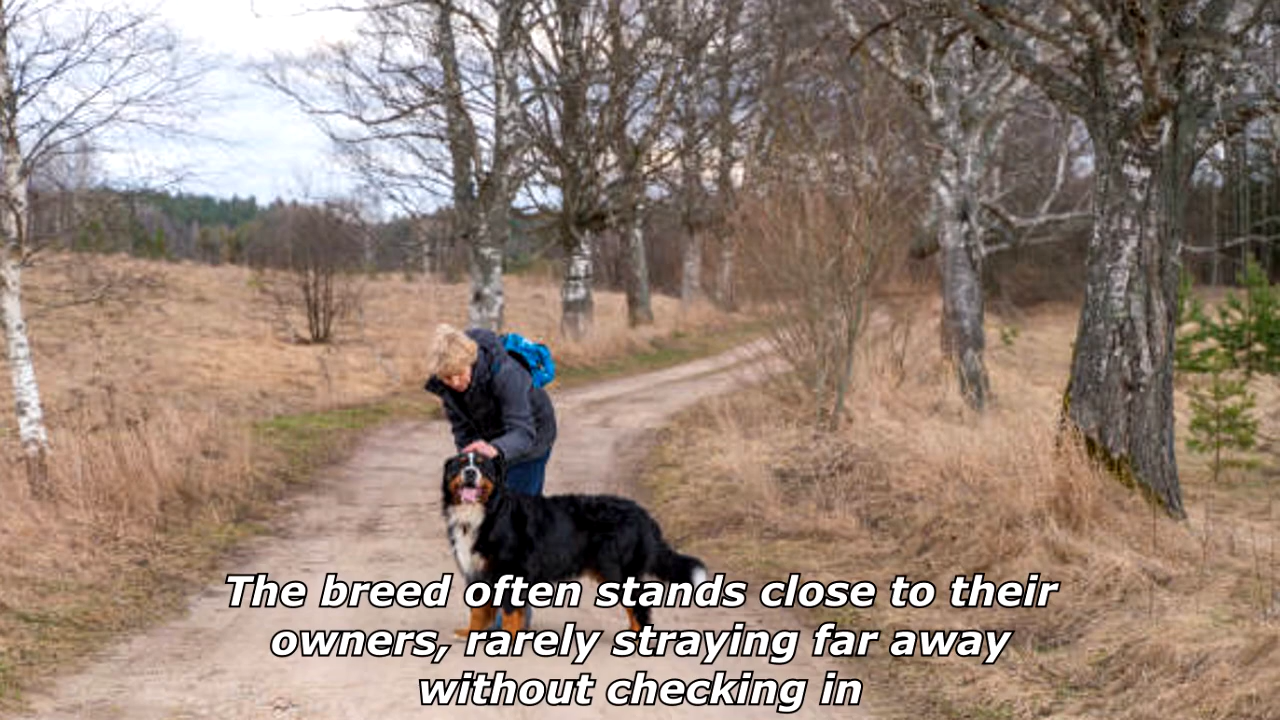 The breed often stands close to their
owners, rarely straying far away
without checking in